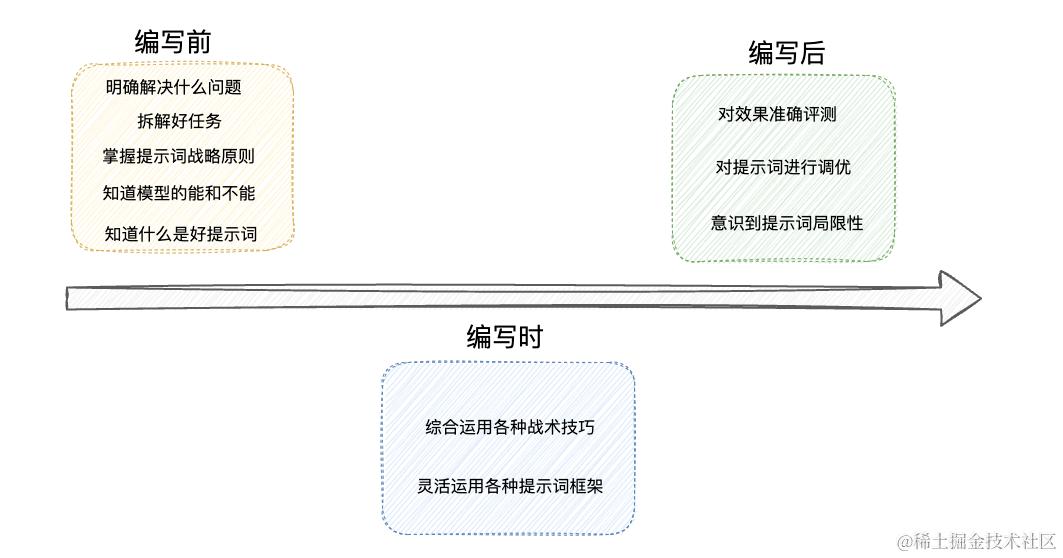 编写前
明确解决什么问题
拆解好任务
掌握提示词战略原则
知道模型的能和不能
知道什么是好提示词
编写时
综合运用各种战术技巧
灵活运用各种提示词框架
编写后
对效果准确评测
对提示词进行调优
意识到提示词局限性
@稀土掘金技术社区